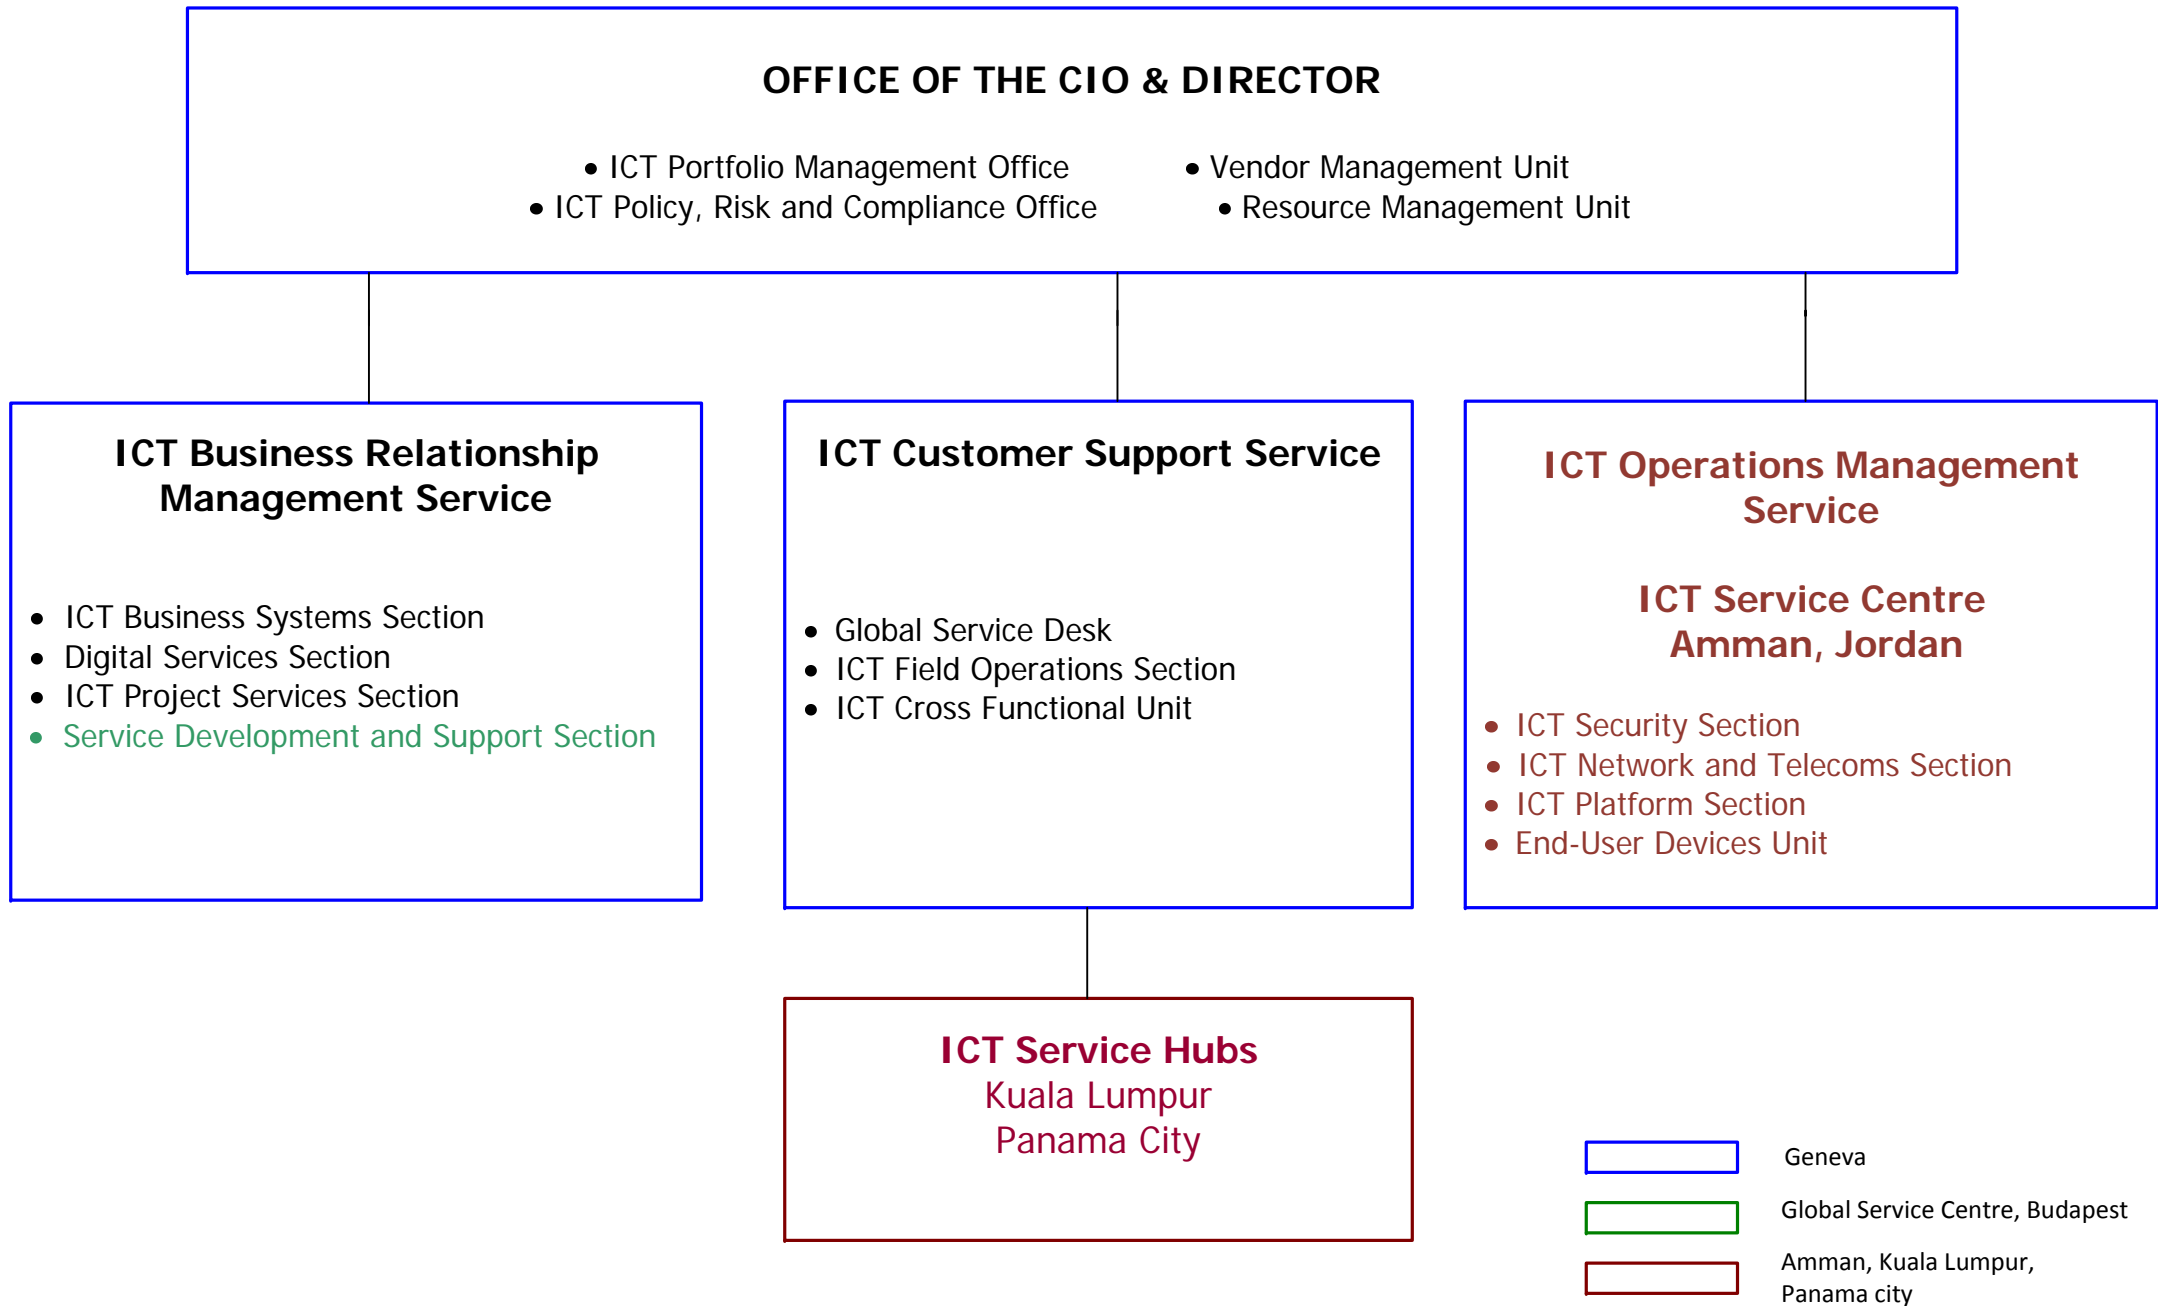 OFFICE OF THE CIO & DIRECTOR
• ICT Portfolio Management Office
• Vendor Management Unit
• ICT Policy, Risk and Compliance Office
• Resource Management Unit
ICT Business Relationship
Management Service
• ICT Business Systems Section
• Digital Services Section
• ICT Project Services Section
• Service Development and Support Section
ICT Customer Support Service
• Global Service Desk
• ICT Field Operations Section
• ICT Cross Functional Unit
ICT Operations Management
Service
ICT Service Centre
Amman, Jordan
• ICT Security Section
• ICT Network and Telecoms Section
• ICT Platform Section
• End-User Devices Unit
ICT Service Hubs
Kuala Lumpur
Panama City
Geneva
Global Service Centre, Budapest
Amman, Kuala Lumpur,
Panama city